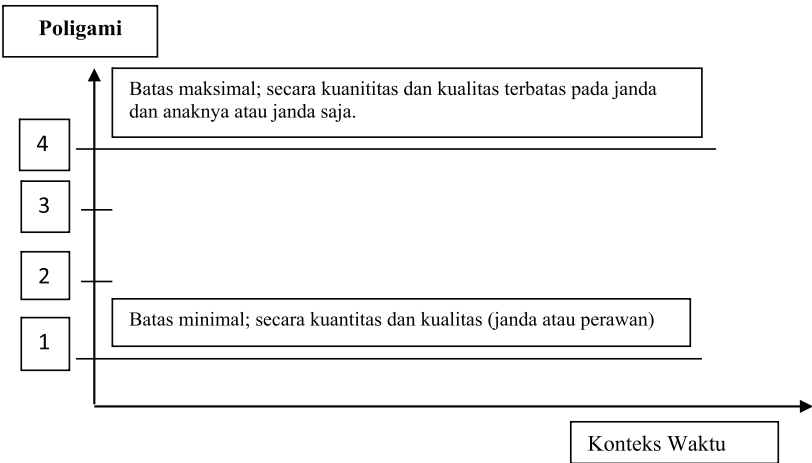 Poligami
Batas maksimal; secara kuanititas dan kualitas terbatas pada janda
dan anaknya atau janda saja.
4
3
2
Batas minimal; secara kuantitas dan kualitas (janda atau perawan)
1
Konteks Waktu